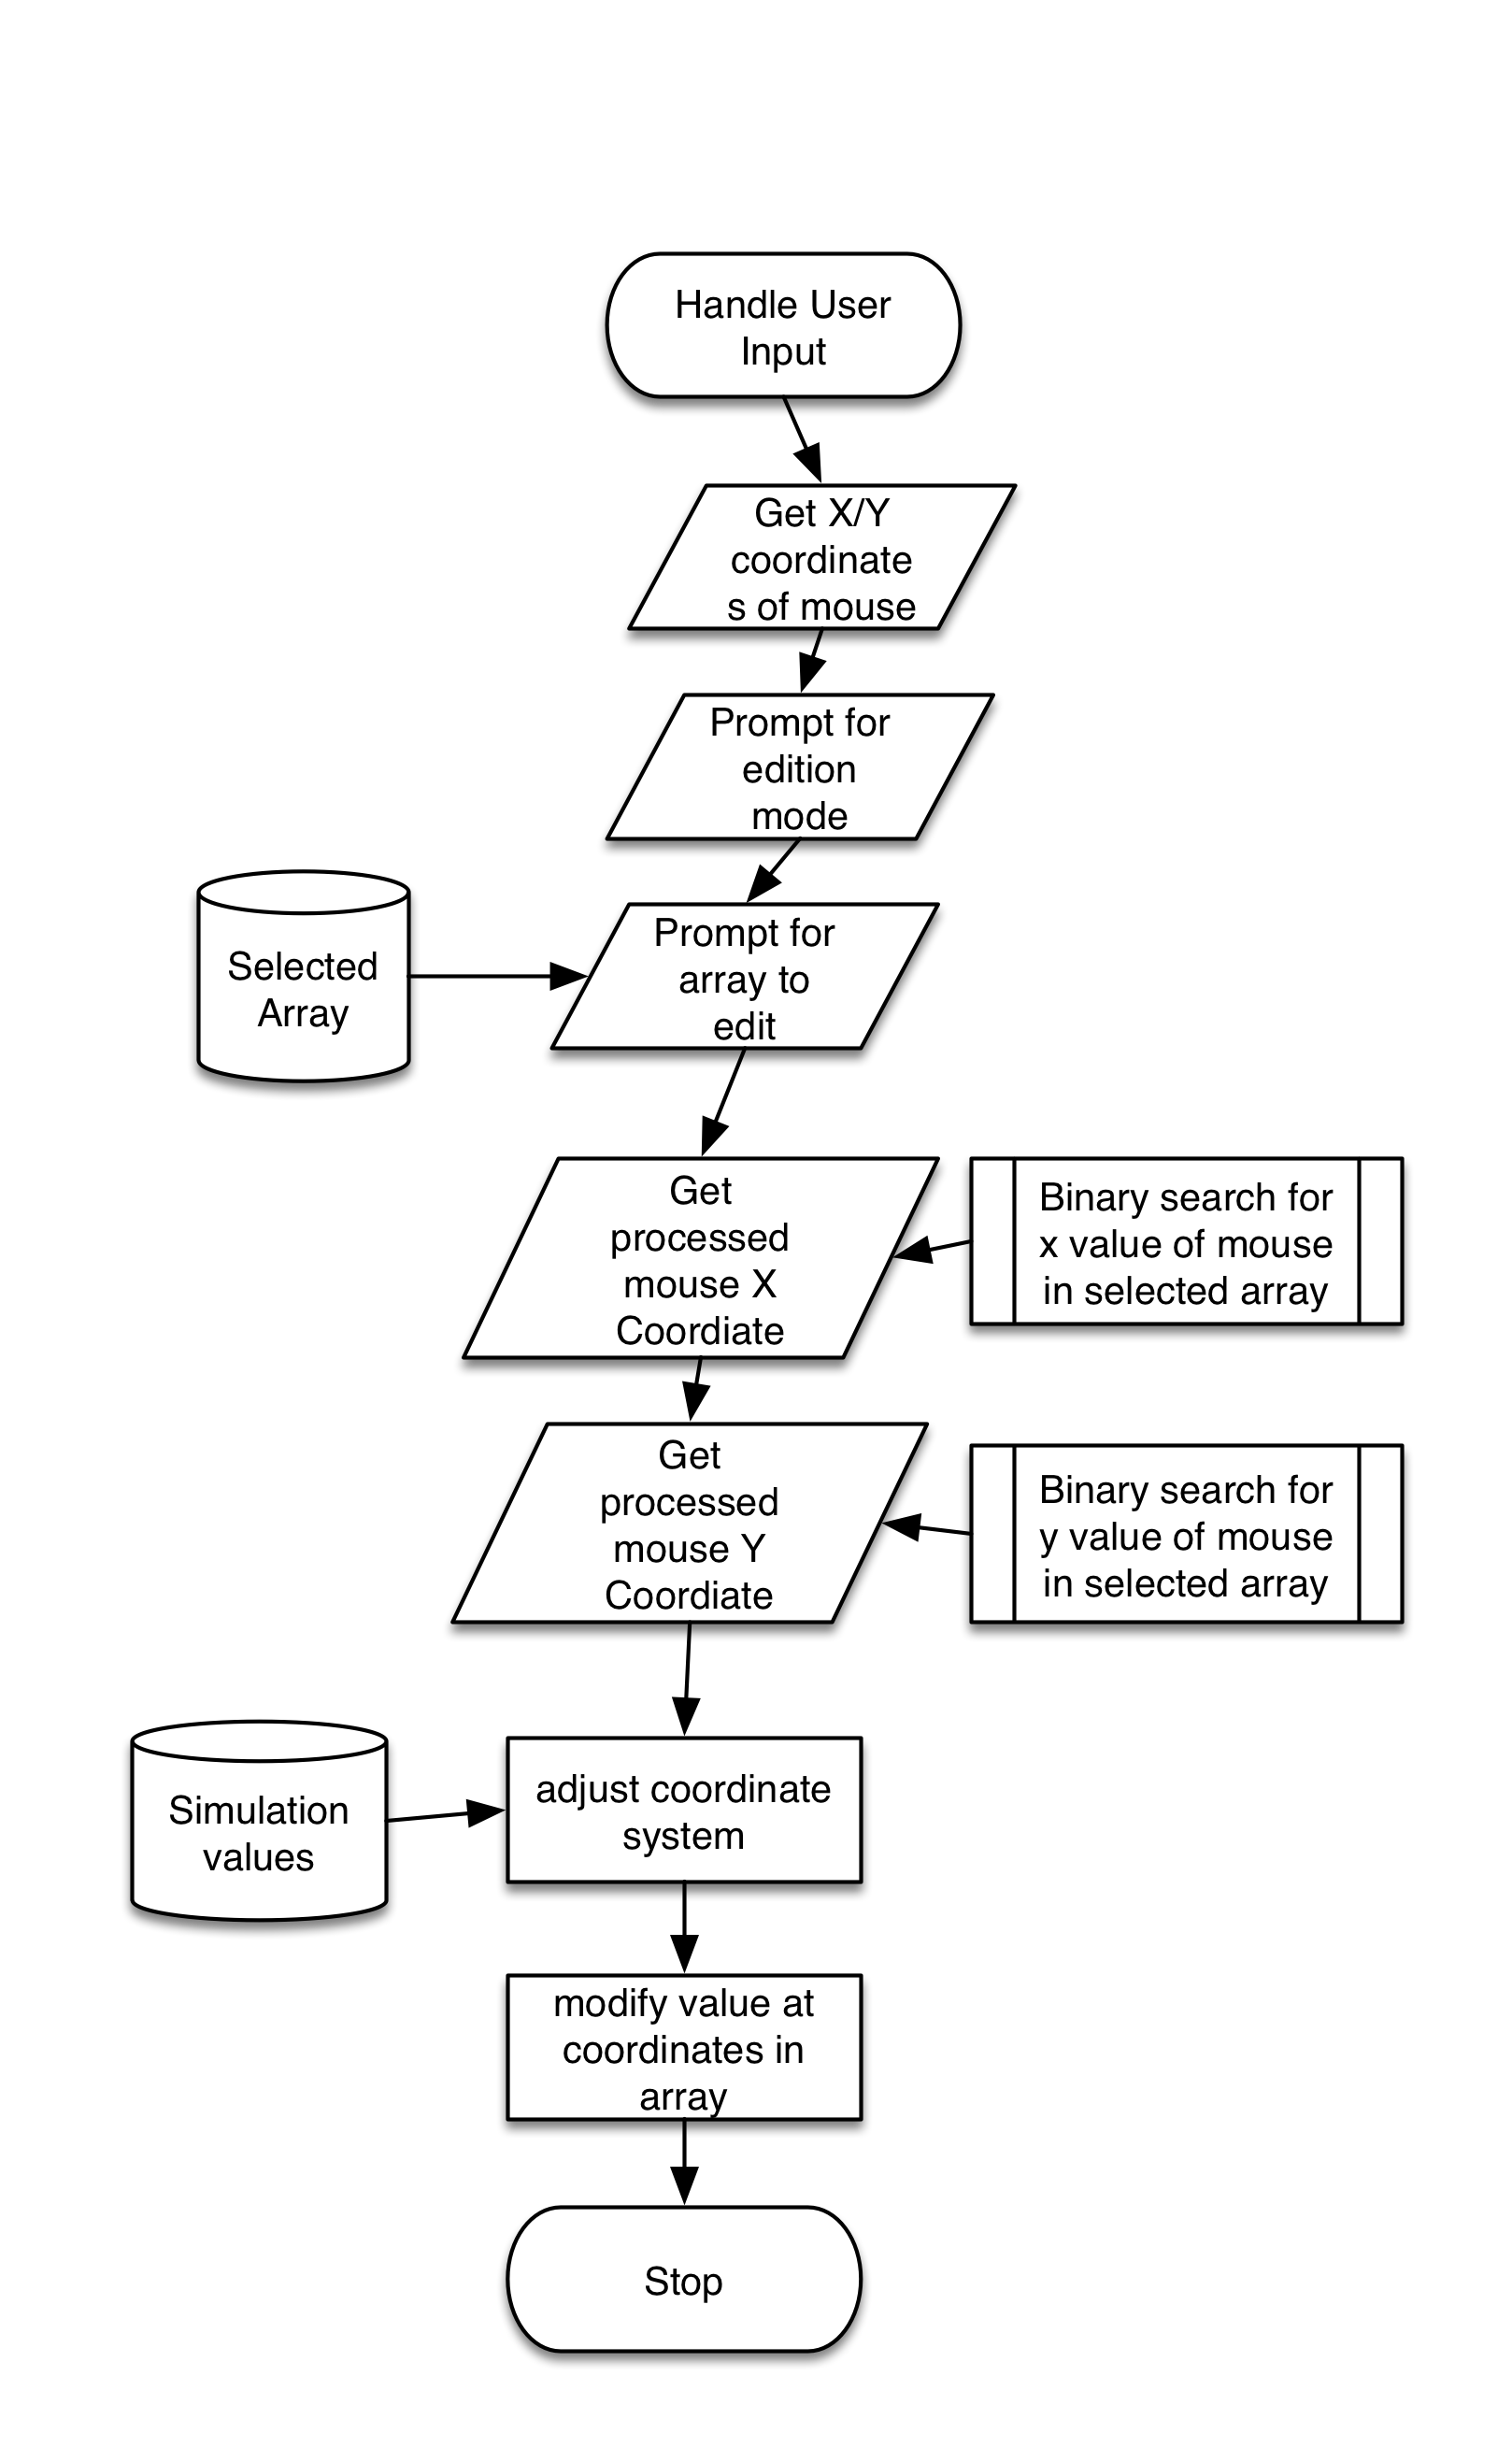 Handle User
Input
Get X/Y
coordinate
s of mouse
Prompt for
edition
mode
Selected
Array
Prompt for
array to
edit
Get
processed
mouse X
Coordiate
Binary search for
x value of mouse
in selected array
Get
processed
mouse Y
Coordiate
Binary search for
y value of mouse
in selected array
Simulation
values
adjust coordinate
system
modify value at
coordinates in
array
Stop